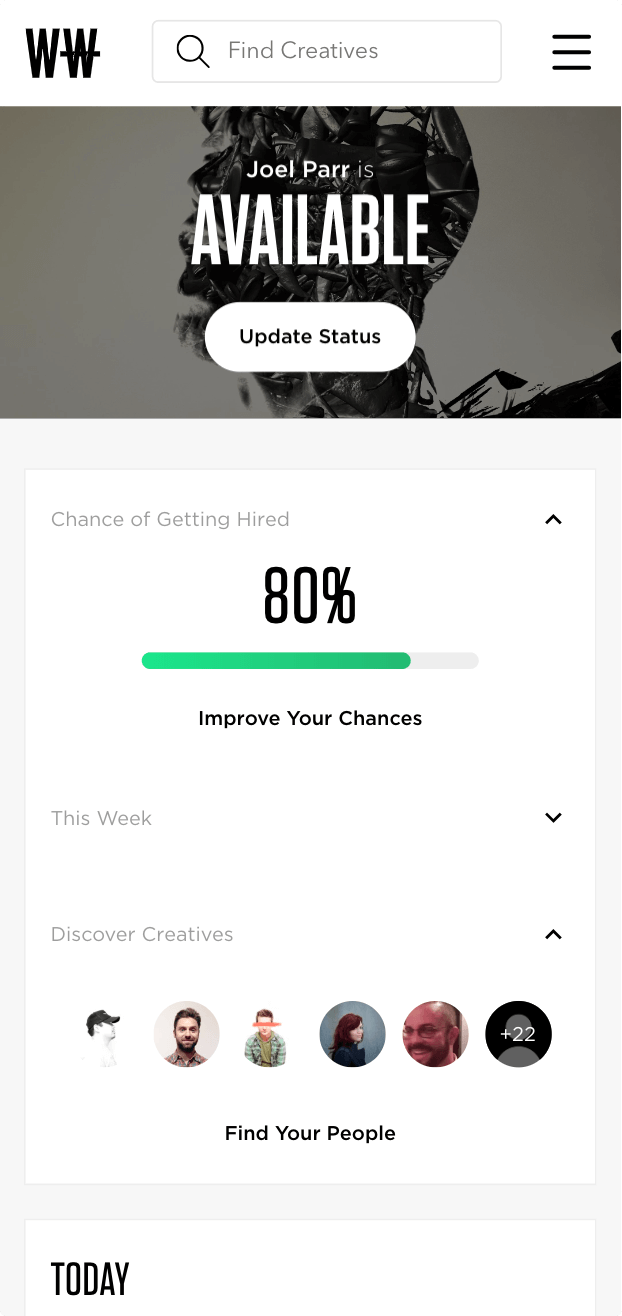 WW
Find Creatives
Joel Parr is
AVAILABLE
Update Status
Chance of Getting Hired
80%
Improve Your Chances
This Week
Discover Creatives
+22
Find Your People
TODAY